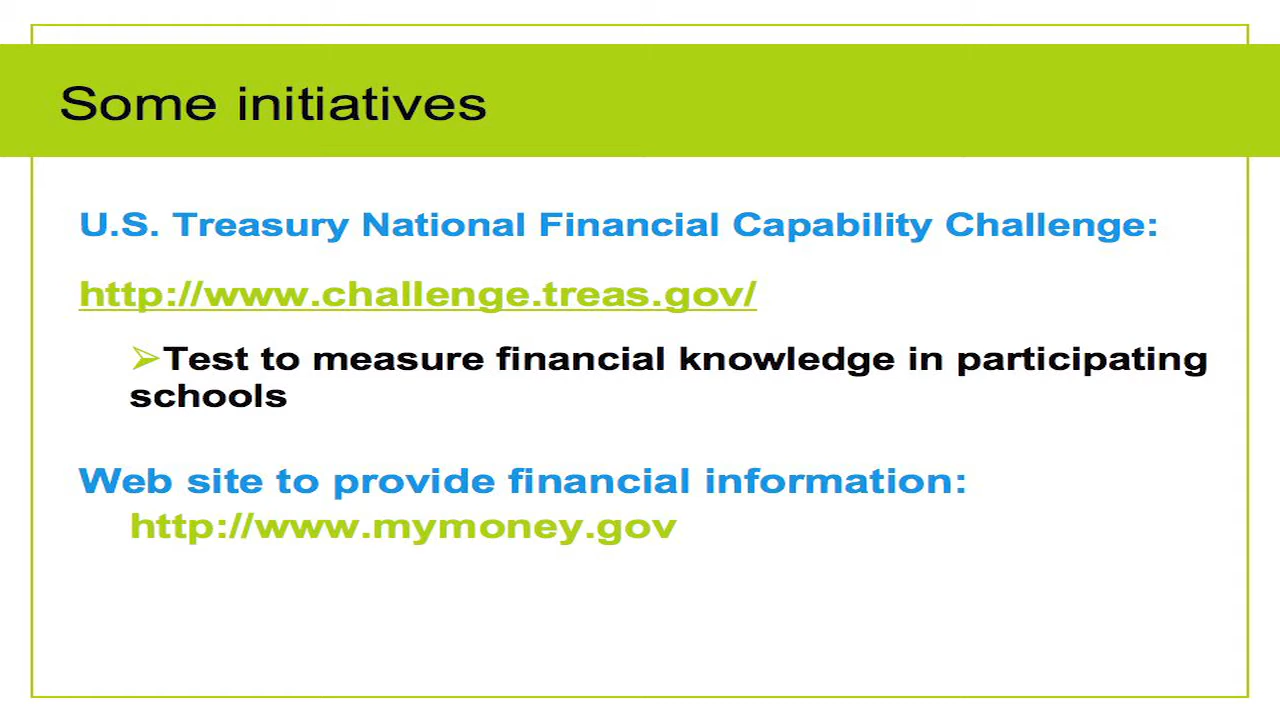 Some initiatives
U.S. Treasury National Financial Capability Challenge:
http://www.challenge.treas.gov/
➢Test to measure financial knowledge in participating
schools
Web site to provide financial information:
http://www.mymoney.gov